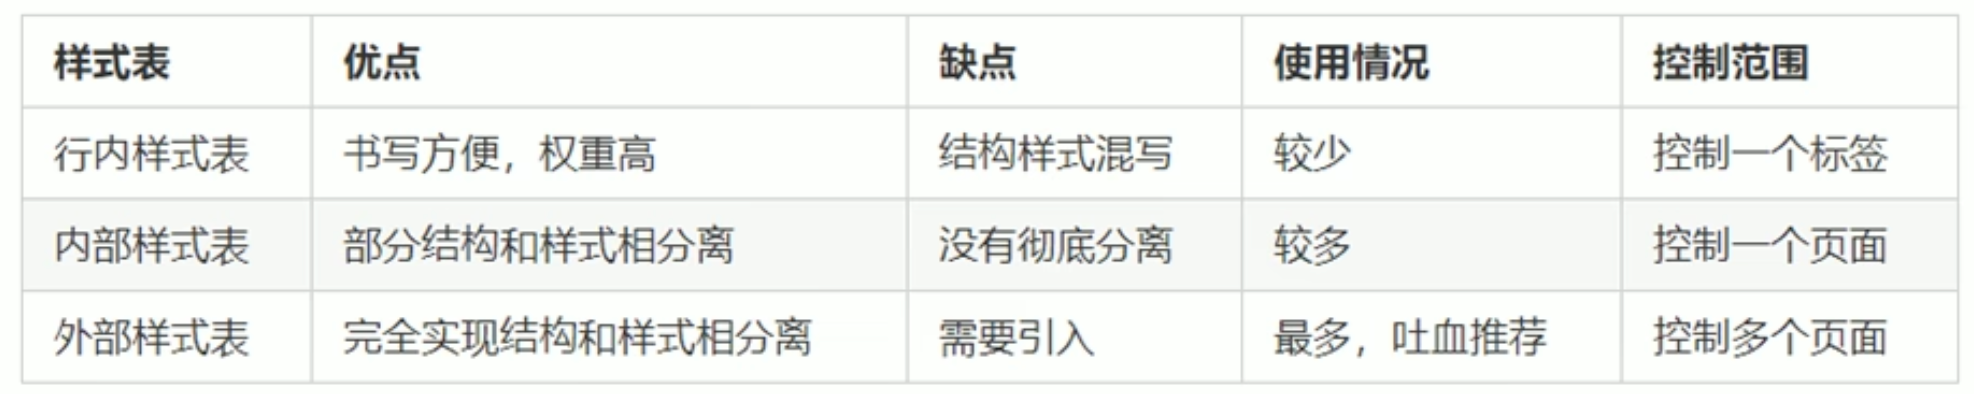 样式表 优点 缺点 使用情况 控制范围
行内样式表 书写方便，权重高 结构样式混写 较少 控制一个标签
内部样式表 部分结构和样式相分离 没有彻底分离 较多 控制一个页面
外部样式表 完全实现结构和样式相分离 需要引入 最多，吐血推荐 控制多个页面